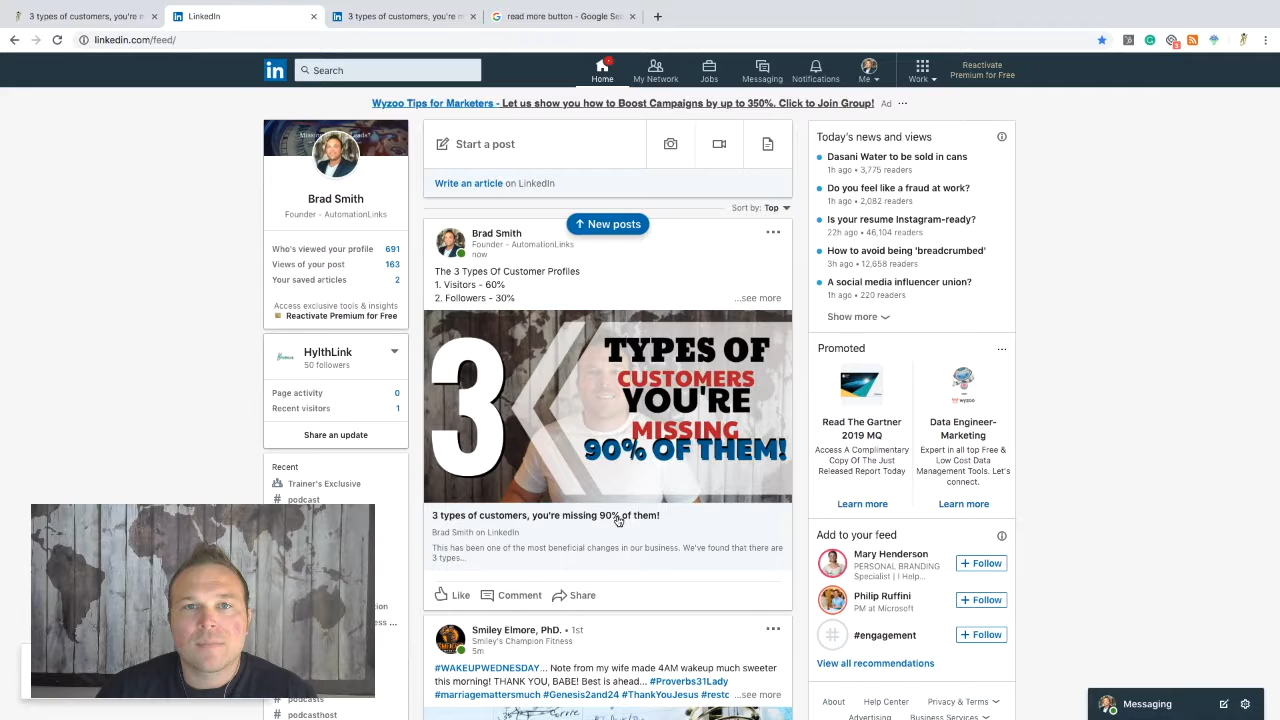 3 types of customers, you're m
LinkedIn
3 types of customers, you're m
read more button - Google Sec
linkedin.com/feed/
in
Search
Home
My Network
Jobs
Messaging
Notifications
Me
Work
Reactivate
Premium for Free
Wyzoo Tips for Marketers - Let us show you how to Boost Campaigns by up to 350%. Click to Join Group! Ad
Brad Smith
Founder - AutomationLinks
Who's viewed your profile 691
Views of your post 163
Your saved articles 2
Access exclusive tools & insights
Reactivate Premium for Free
HylthLink
50 followers
Page activity 0
Recent visitors 1
Share an update
Recent
Trainer's Exclusive
# podcast
podcasts
# podcasthost
Start a post
Write an article on LinkedIn
Sort by: Top
↑ New posts
Brad Smith
Founder - AutomationLinks
now
The 3 Types Of Customer Profiles
1. Visitors - 60%
2. Followers - 30%
...see more
3
TYPES OF
CUSTOMERS
YOU'RE
MISSING
90% OF THEM!
3 types of customers, you're missing 90% of them!
Brad Smith on LinkedIn
This has been one of the most beneficial changes in our business. We've found that there are
3 types...
Like Comment Share
Smiley Elmore, PhD. • 1st
Smiley's Champion Fitness
5m
#WAKEUPWEDNESDAY... Note from my wife made 4AM wakeup much sweeter
this morning! THANK YOU, BABE! Best is ahead... #Proverbs31Lady
#marriagemattersmuch #Genesis2and24 #ThankYouJesus #restc ...see more
Today's news and views
Dasani Water to be sold in cans
1h ago • 3,775 readers
Do you feel like a fraud at work?
1h ago • 2,082 readers
Is your resume Instagram-ready?
22h ago • 46,104 readers
How to avoid being 'breadcrumbed'
3h ago • 12,658 readers
A social media influencer union?
1h ago • 220 readers
Show more
Promoted
Read The Gartner
2019 MQ
Access A Complimentary
Copy Of The Just
Released Report Today
Learn more
Data Engineer-
Marketing
Expert in all top Free &
Low Cost Data
Management Tools. Let's
connect.
Learn more
Add to your feed
Mary Henderson
PERSONAL BRANDING
Specialist | I Help...
+ Follow
Philip Ruffini
PM at Microsoft
+ Follow
#engagement
+ Follow
View all recommendations
About Help Center Privacy & Terms
Advertising Business Services
Messaging